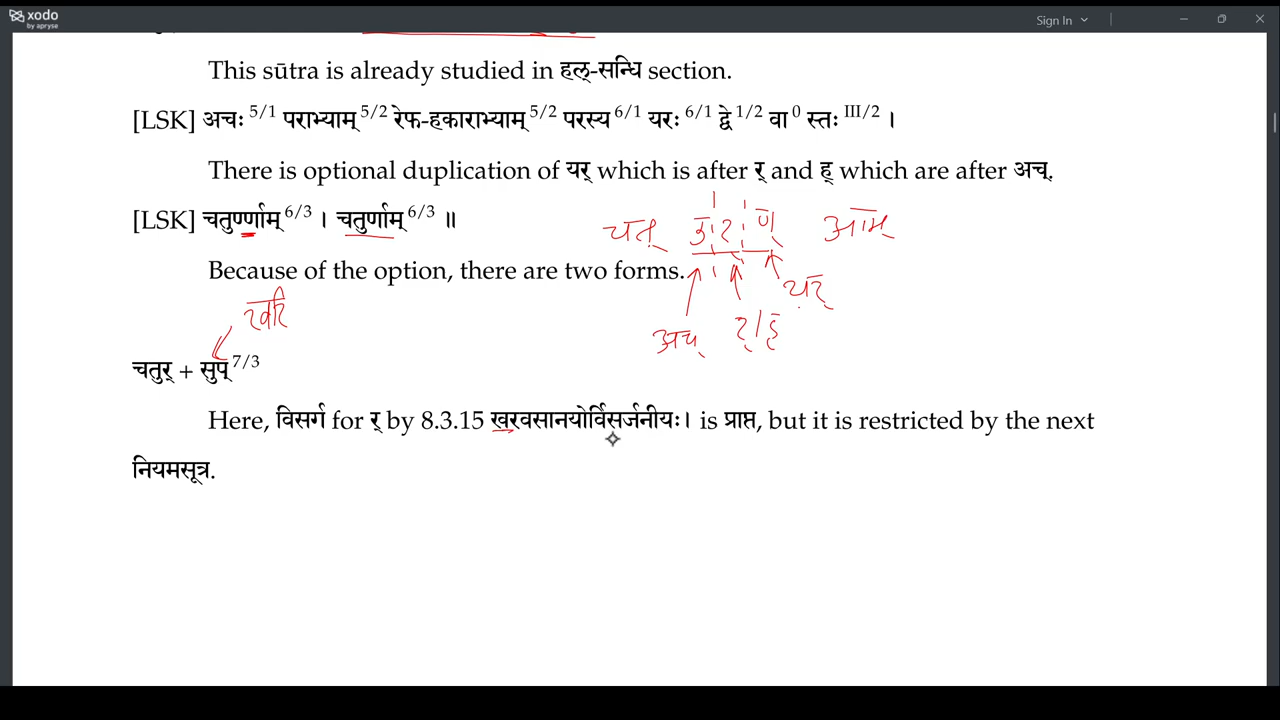 xodo
by apryse
Sign In
This sūtra is already studied in हल्-सन्धि section.
[LSK] अचः 5/1 पराभ्याम् 5/2 रेफ-हकाराभ्याम् 5/2 परस्य 6/1 यरः 6/1 द्वे 1/2 वा 0 स्तः III/2 ।
There is optional duplication of यर् which is after र् and ह् which are after अच्.
[LSK] चतुर्ण्णाम् 6/3 । चतुर्णाम् 6/3 ॥
चत् उ र् ण् आम्
Because of the option, there are two forms.
यर्
खरि
अच् र्/ह्
चतुर् + सुप् 7/3
Here, विसर्ग for र् by 8.3.15 खरवसानयोर्विसर्जनीयः। is प्राप्त, but it is restricted by the next
नियमसूत्र.